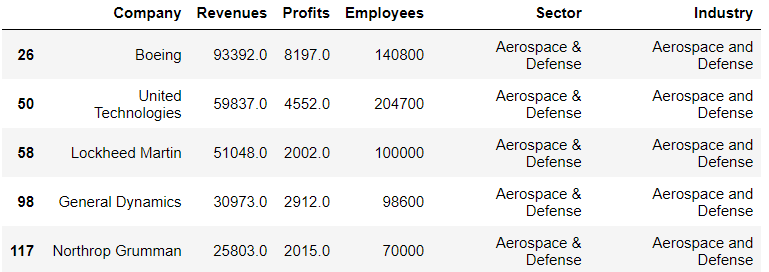 Company Revenues Profits Employees Sector Industry
26 Boeing 93392.0 8197.0 140800 Aerospace & Defense Aerospace and Defense
50 United Technologies 59837.0 4552.0 204700 Aerospace & Defense Aerospace and Defense
58 Lockheed Martin 51048.0 2002.0 100000 Aerospace & Defense Aerospace and Defense
98 General Dynamics 30973.0 2912.0 98600 Aerospace & Defense Aerospace and Defense
117 Northrop Grumman 25803.0 2015.0 70000 Aerospace & Defense Aerospace and Defense